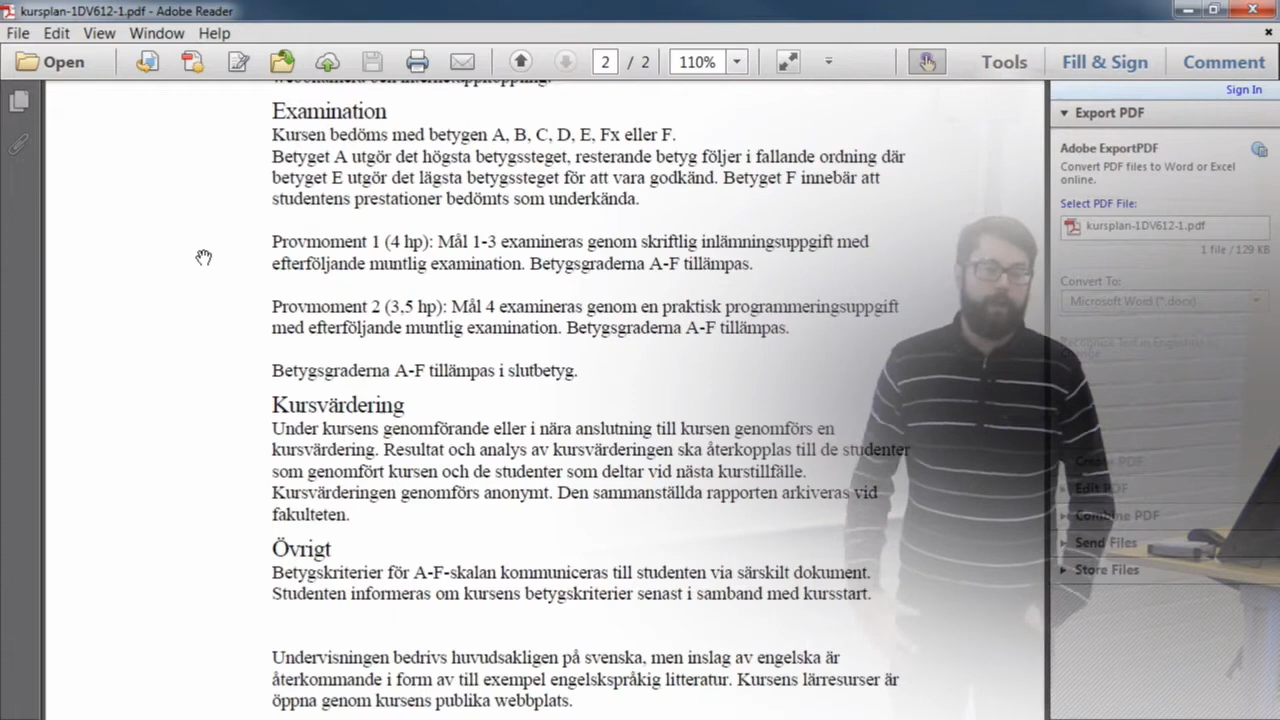 kursplan-1DV612-1.pdf - Adobe Reader
File Edit View Window Help
Open 2 / 2 110% Tools Fill & Sign Comment
Sign In
Export PDF
Adobe ExportPDF
Convert PDF files to Word or Excel
online.
Select PDF File:
kursplan-1DV612-1.pdf
1 file / 129 KB
Convert To:
Microsoft Word (*.docx)
Create PDF
Edit PDF
Combine PDF
Send Files
Store Files
Examination
Kursen bedöms med betygen A, B, C, D, E, Fx eller F.
Betyget A utgör det högsta betygssteget, resterande betyg följer i fallande ordning där
betyget E utgör det lägsta betygssteget för att vara godkänd. Betyget F innebär att
studentens prestationer bedömts som underkända.
Provmoment 1 (4 hp): Mål 1-3 examineras genom skriftlig inlämningsuppgift med
efterföljande muntlig examination. Betygsgraderna A-F tillämpas.
Provmoment 2 (3,5 hp): Mål 4 examineras genom en praktisk programmeringsuppgift
med efterföljande muntlig examination. Betygsgraderna A-F tillämpas.
Betygsgraderna A-F tillämpas i slutbetyg.
Kursvärdering
Under kursens genomförande eller i nära anslutning till kursen genomförs en
kursvärdering. Resultat och analys av kursvärderingen ska återkopplas till de studenter
som genomfört kursen och de studenter som deltar vid nästa kurstillfälle.
Kursvärderingen genomförs anonymt. Den sammanställda rapporten arkiveras vid
fakulteten.
Övrigt
Betygskriterier för A-F-skalan kommuniceras till studenten via särskilt dokument.
Studenten informeras om kursens betygskriterier senast i samband med kursstart.
Undervisningen bedrivs huvudsakligen på svenska, men inslag av engelska är
återkommande i form av till exempel engelskspråkig litteratur. Kursens lärresurser är
öppna genom kursens publika webbplats.